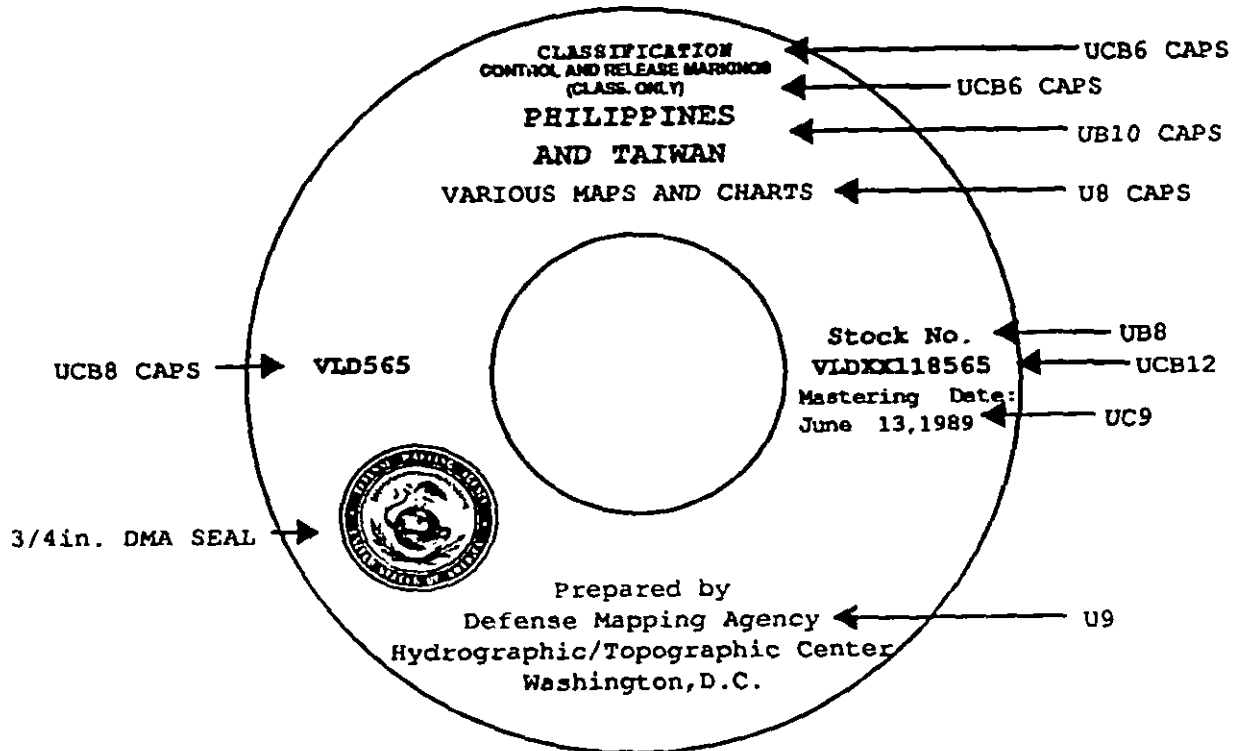 CLASSIFICATION
UCB6 CAPS
CONTROL AND RELEASE MARKINGS
(CLASS. ONLY)
UCB6 CAPS
PHILIPPINES
UB10 CAPS
AND TAIWAN
VARIOUS MAPS AND CHARTS
U8 CAPS
Stock No.
UB8
UCB8 CAPS
VLD565
VLDXX118565
UCB12
Mastering Date:
June 13,1989
UC9
3/4in. DMA SEAL
Prepared by
Defense Mapping Agency
U9
Hydrographic/Topographic Center
Washington,D.C.